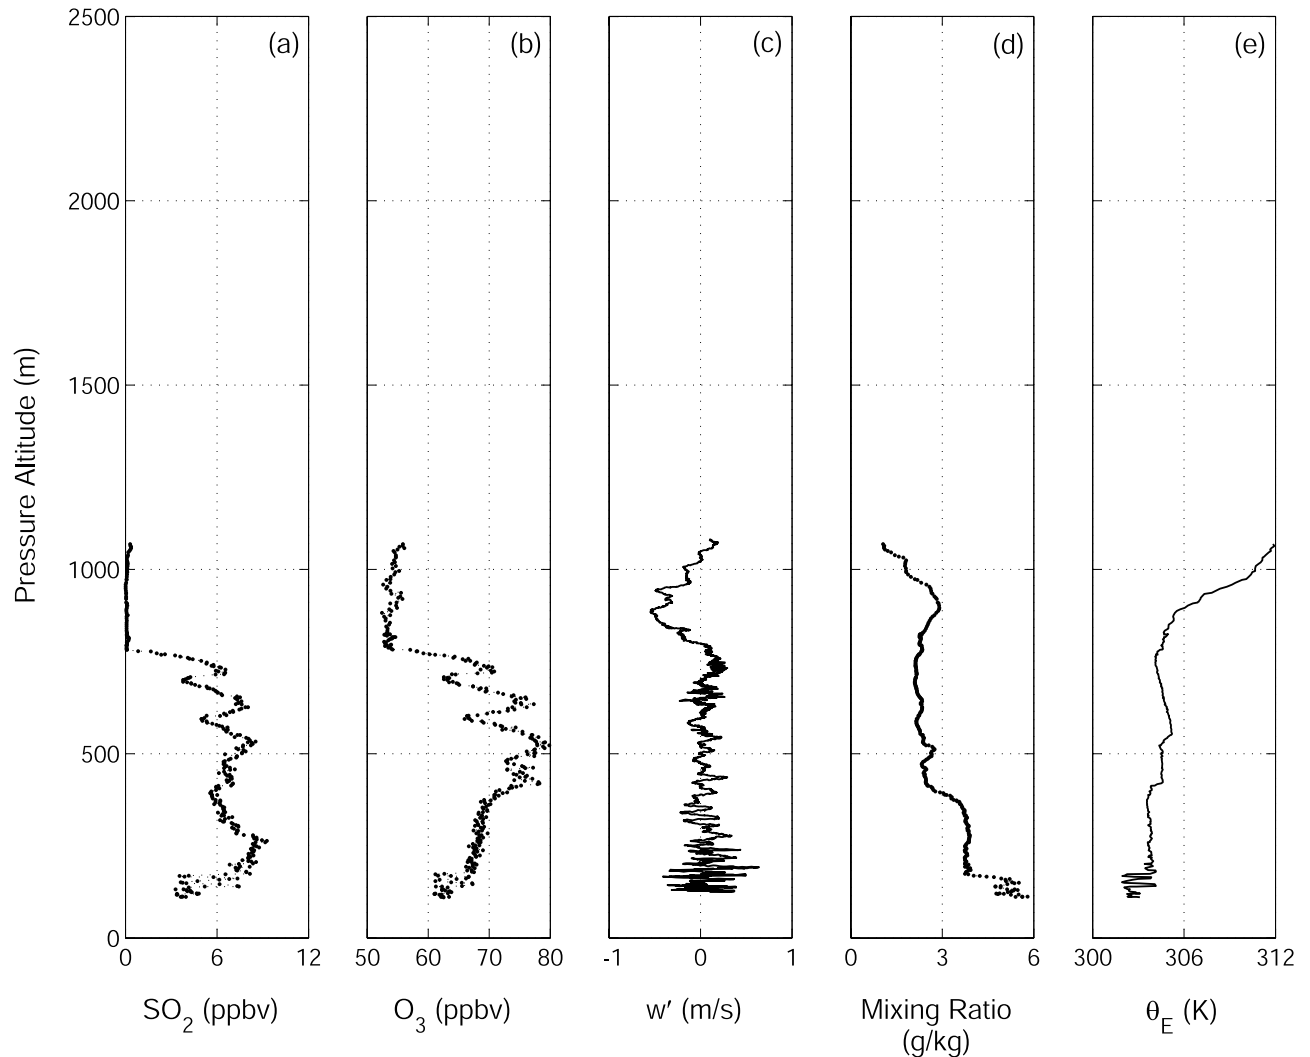 (a) (b) (c) (d) (e)
2500
2000
1500
1000
500
0
Pressure Altitude (m)
0 6 12 50 60 70 80 -1 0 1 0 3 6 300 306 312
SO2 (ppbv) O3 (ppbv) w' (m/s) Mixing Ratio (g/kg) θE (K)